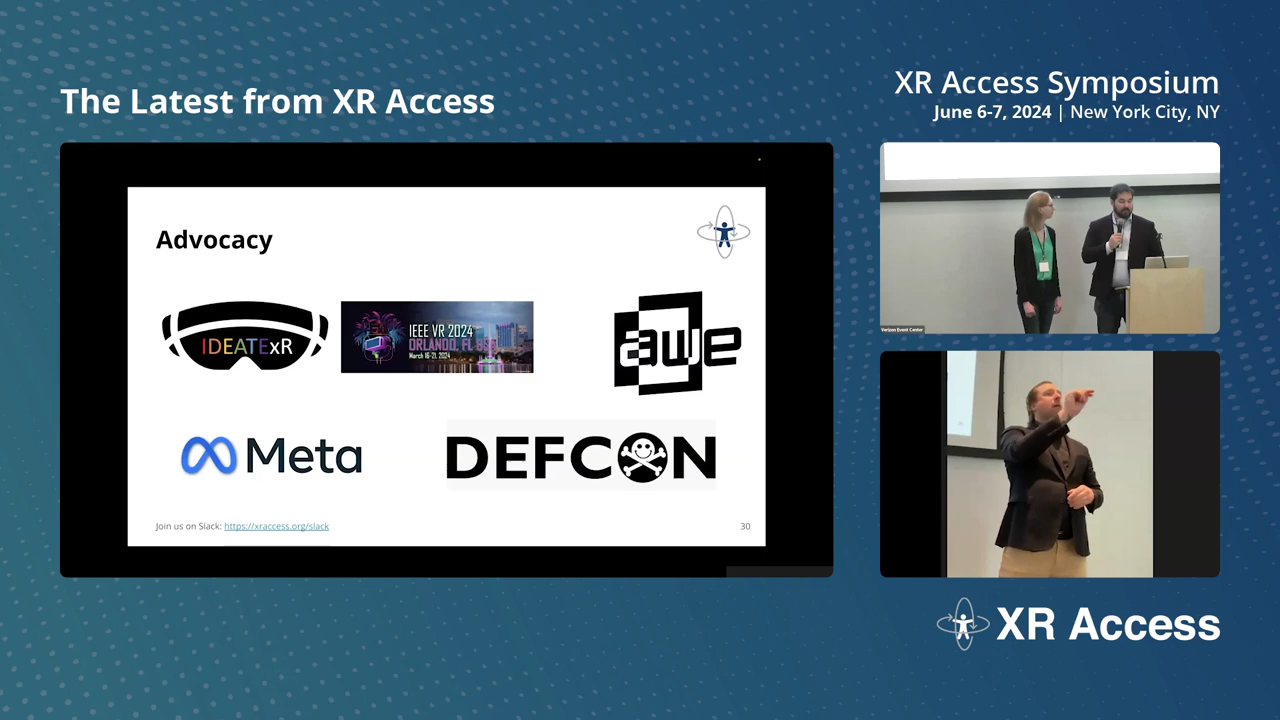 The Latest from XR Access
XR Access Symposium
June 6-7, 2024 | New York City, NY
Advocacy
IDEATExR
IEEE VR 2024
ORLANDO, FL USA
March 16-21, 2024
awe
Meta
DEFCON
Join us on Slack: https://xraccess.org/slack
30
Verizon Event Center
XR Access